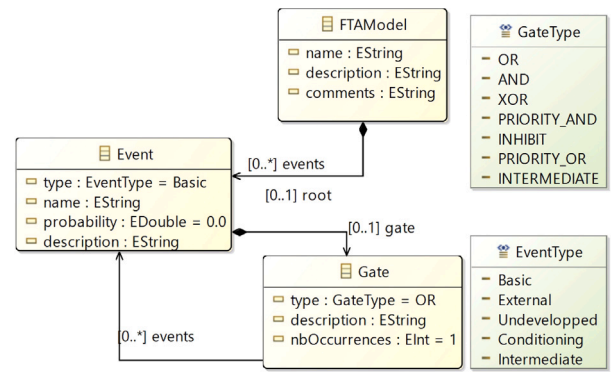 FTAModel
name : EString
description : EString
comments : EString
GateType
OR
AND
XOR
PRIORITY_AND
INHIBIT
PRIORITY_OR
INTERMEDIATE
[0..*] events
[0..1] root
Event
type : EventType = Basic
name : EString
probability : EDouble = 0.0
description : EString
[0..1] gate
Gate
type : GateType = OR
description : EString
nbOccurrences : EInt = 1
[0..*] events
EventType
Basic
External
Undevelopped
Conditioning
Intermediate